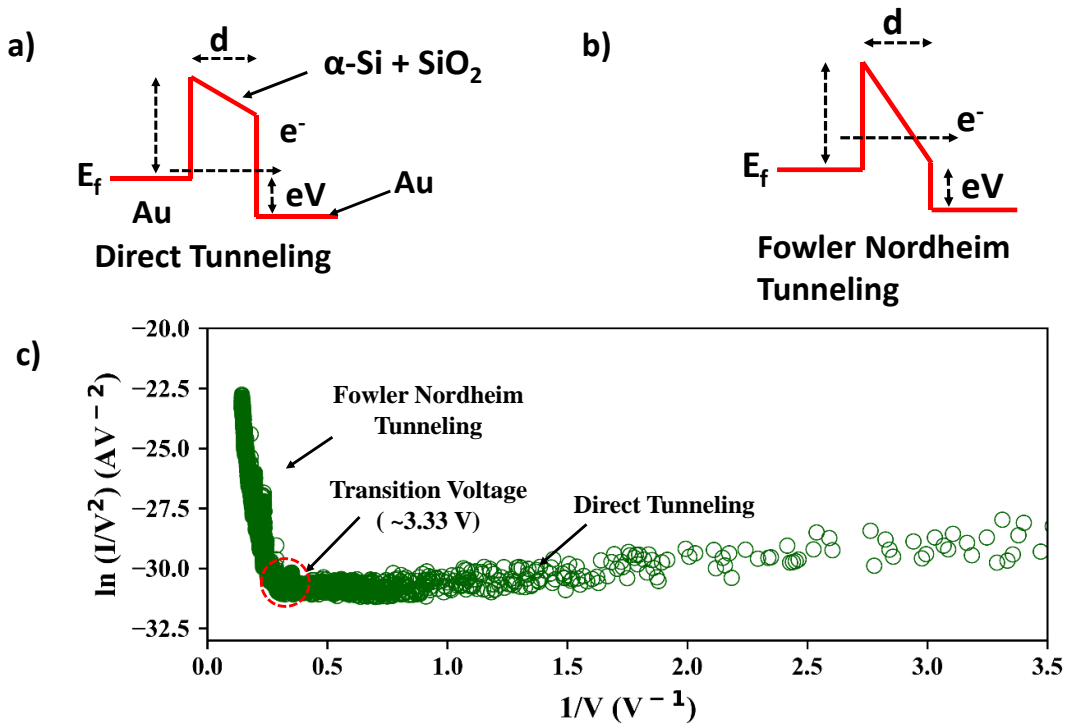 a)
d
α-Si + SiO₂
e⁻
E_f
eV
Au
Au
Direct Tunneling
b)
d
e⁻
eV
E_f
Fowler Nordheim
Tunneling
c)
ln (I/V²) (AV⁻²)
−20.0
−22.5
−25.0
−27.5
−30.0
−32.5
Fowler Nordheim
Tunneling
Transition Voltage
( ~3.33 V)
Direct Tunneling
0.0
0.5
1.0
1.5
2.0
2.5
3.0
3.5
1/V (V⁻¹)